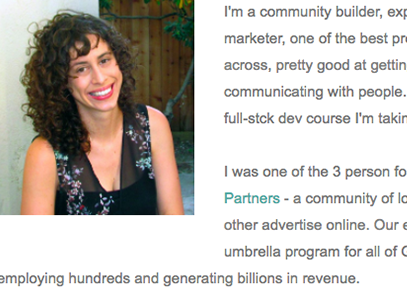 I'm a community builder, exp
marketer, one of the best pro
across, pretty good at gettin
communicating with people.
full-stck dev course I'm takin
I was one of the 3 person fo
Partners - a community of lo
other advertise online. Our e
umbrella program for all of G
employing hundreds and generating billions in revenue.